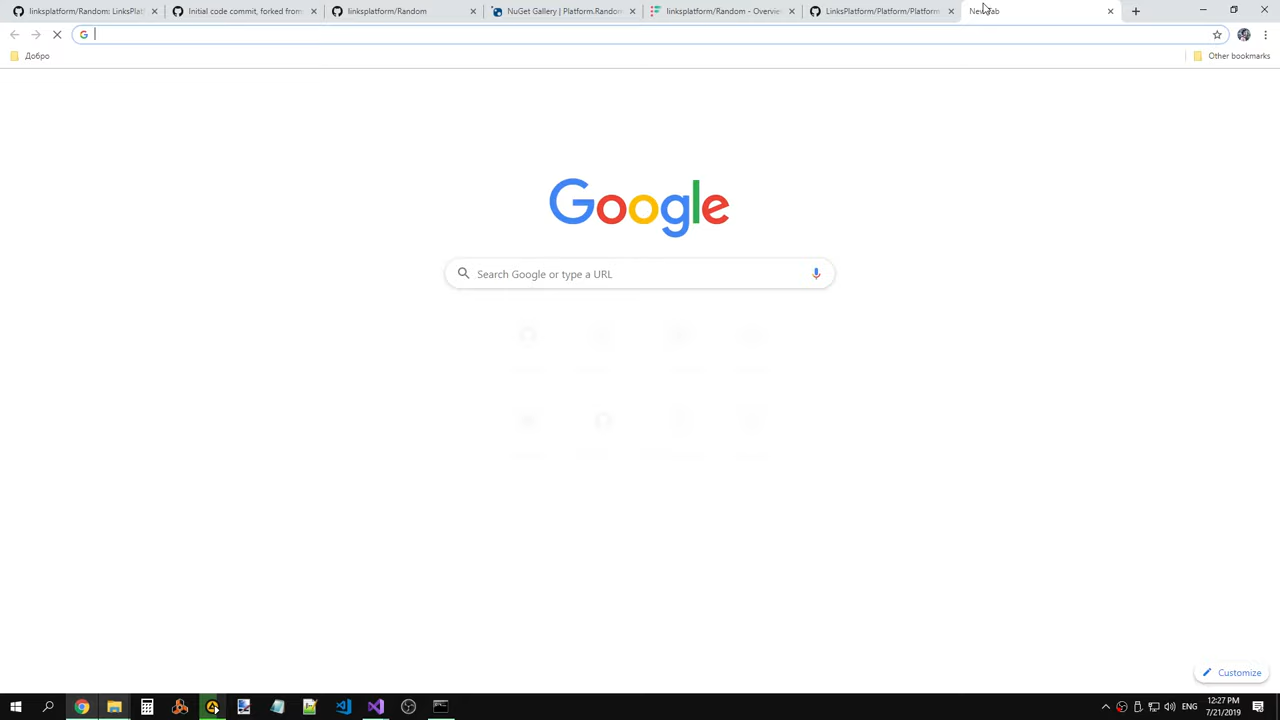 linksplatform/Random: LinksPlat
Initial code commit, forked from
linksplatform/Random
NuGet Gallery | Platform.Random
linksplatform/Random - Overvie
LinksPlatform/Platform/Platform.
New Tab
Добро
Other bookmarks
Google
Search Google or type a URL
Customize
ENG
12:27 PM
7/21/2019